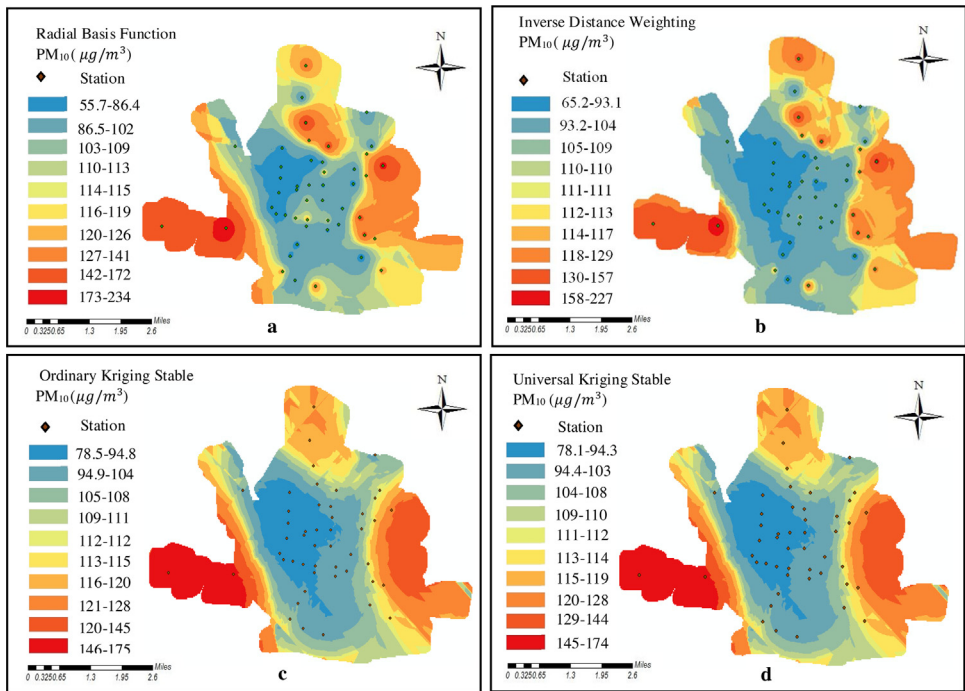 Radial Basis Function
PM₁₀ (μg/m³)
N
Station
55.7-86.4
86.5-102
103-109
110-113
114-115
116-119
120-126
127-141
142-172
173-234
Miles
0 0.3250.65 1.3 1.95 2.6
a
Inverse Distance Weighting
PM₁₀ (μg/m³)
N
Station
65.2-93.1
93.2-104
105-109
110-110
111-111
112-113
114-117
118-129
130-157
158-227
Miles
0 0.3250.65 1.3 1.95 2.6
b
Ordinary Kriging Stable
PM₁₀ (μg/m³)
N
Station
78.5-94.8
94.9-104
105-108
109-111
112-112
113-115
116-120
121-128
120-145
146-175
Miles
0 0.3250.65 1.3 1.95 2.6
c
Universal Kriging Stable
PM₁₀ (μg/m³)
N
Station
78.1-94.3
94.4-103
104-108
109-110
111-112
113-114
115-119
120-128
129-144
145-174
Miles
0 0.3250.65 1.3 1.95 2.6
d